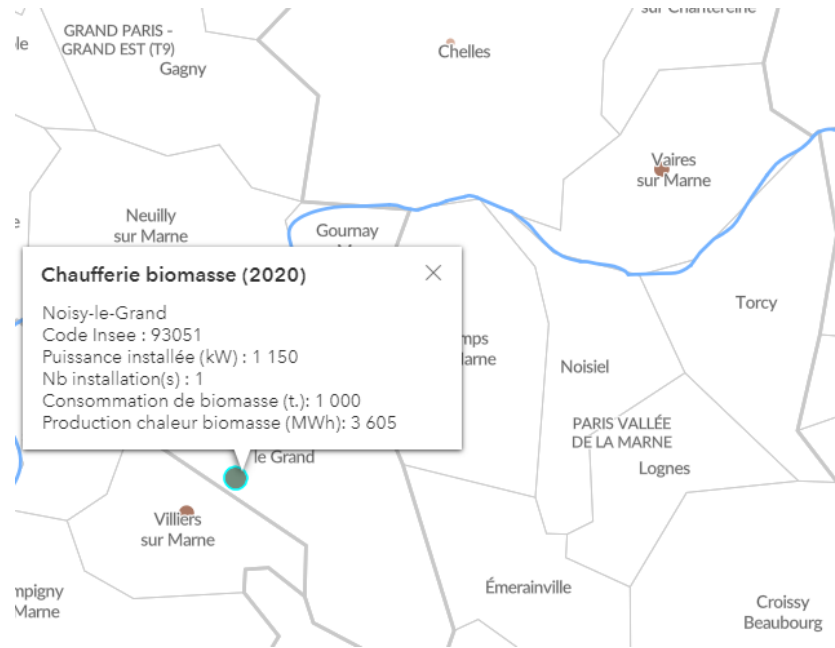 sur Chantereine
GRAND PARIS -
GRAND EST (T9)
Gagny
Chelles
Vaires
sur Marne
Neuilly
sur Marne
Gournay
Chaufferie biomasse (2020)
Noisy-le-Grand
Code Insee : 93051
Puissance installée (kW) : 1 150
Nb installation(s) : 1
Consommation de biomasse (t.): 1 000
Production chaleur biomasse (MWh): 3 605
Torcy
Noisiel
PARIS VALLÉE
DE LA MARNE
Lognes
le Grand
Villiers
sur Marne
Émerainville
mpigny
Marne
Croissy
Beaubourg